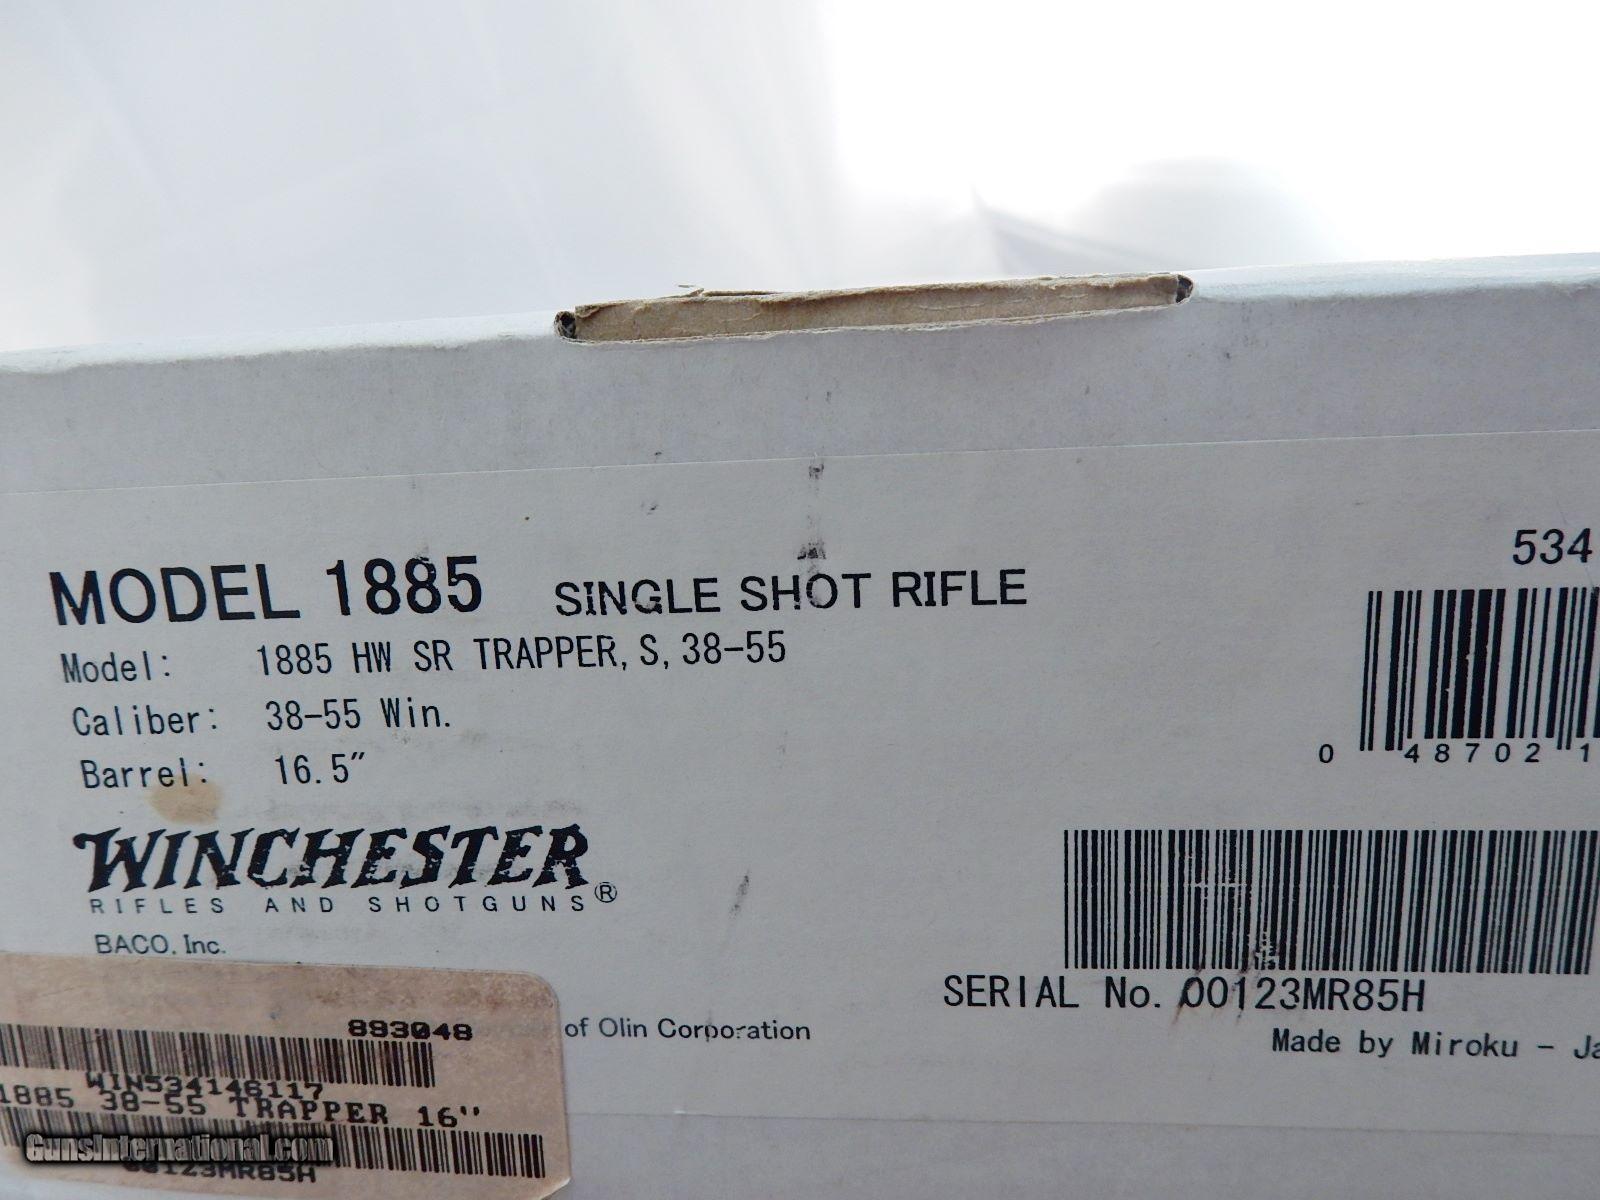 534
MODEL 1885 SINGLE SHOT RIFLE
Model: 1885 HW SR TRAPPER, S, 38-55
Caliber: 38-55 Win.
Barrel: 16.5"
0 48702 1
WINCHESTER®
RIFLES AND SHOTGUNS
BACO, Inc.
SERIAL No. 00123MR85H
of Olin Corporation
Made by Miroku - Ja
893048
WIN534146117
1885 38-55 TRAPPER 16"
GunsInternational.com
00123MR85H